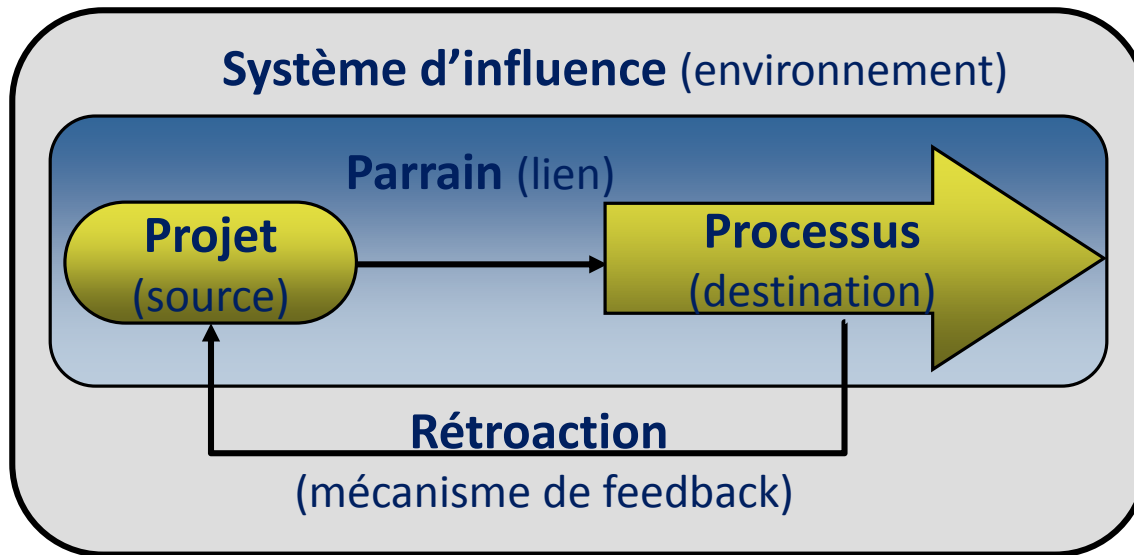 Système d’influence (environnement)
Parrain (lien)
Projet
(source)
Processus
(destination)
Rétroaction
(mécanisme de feedback)